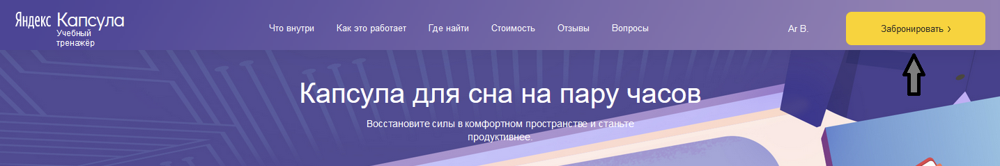 Яндекс Капсула
Учебный
тренажёр
Что внутри Как это работает Где найти Стоимость Отзывы Вопросы
Ar B.
Забронировать ›
Капсула для сна на пару часов
Восстановите силы в комфортном пространстве и станьте
продуктивнее.